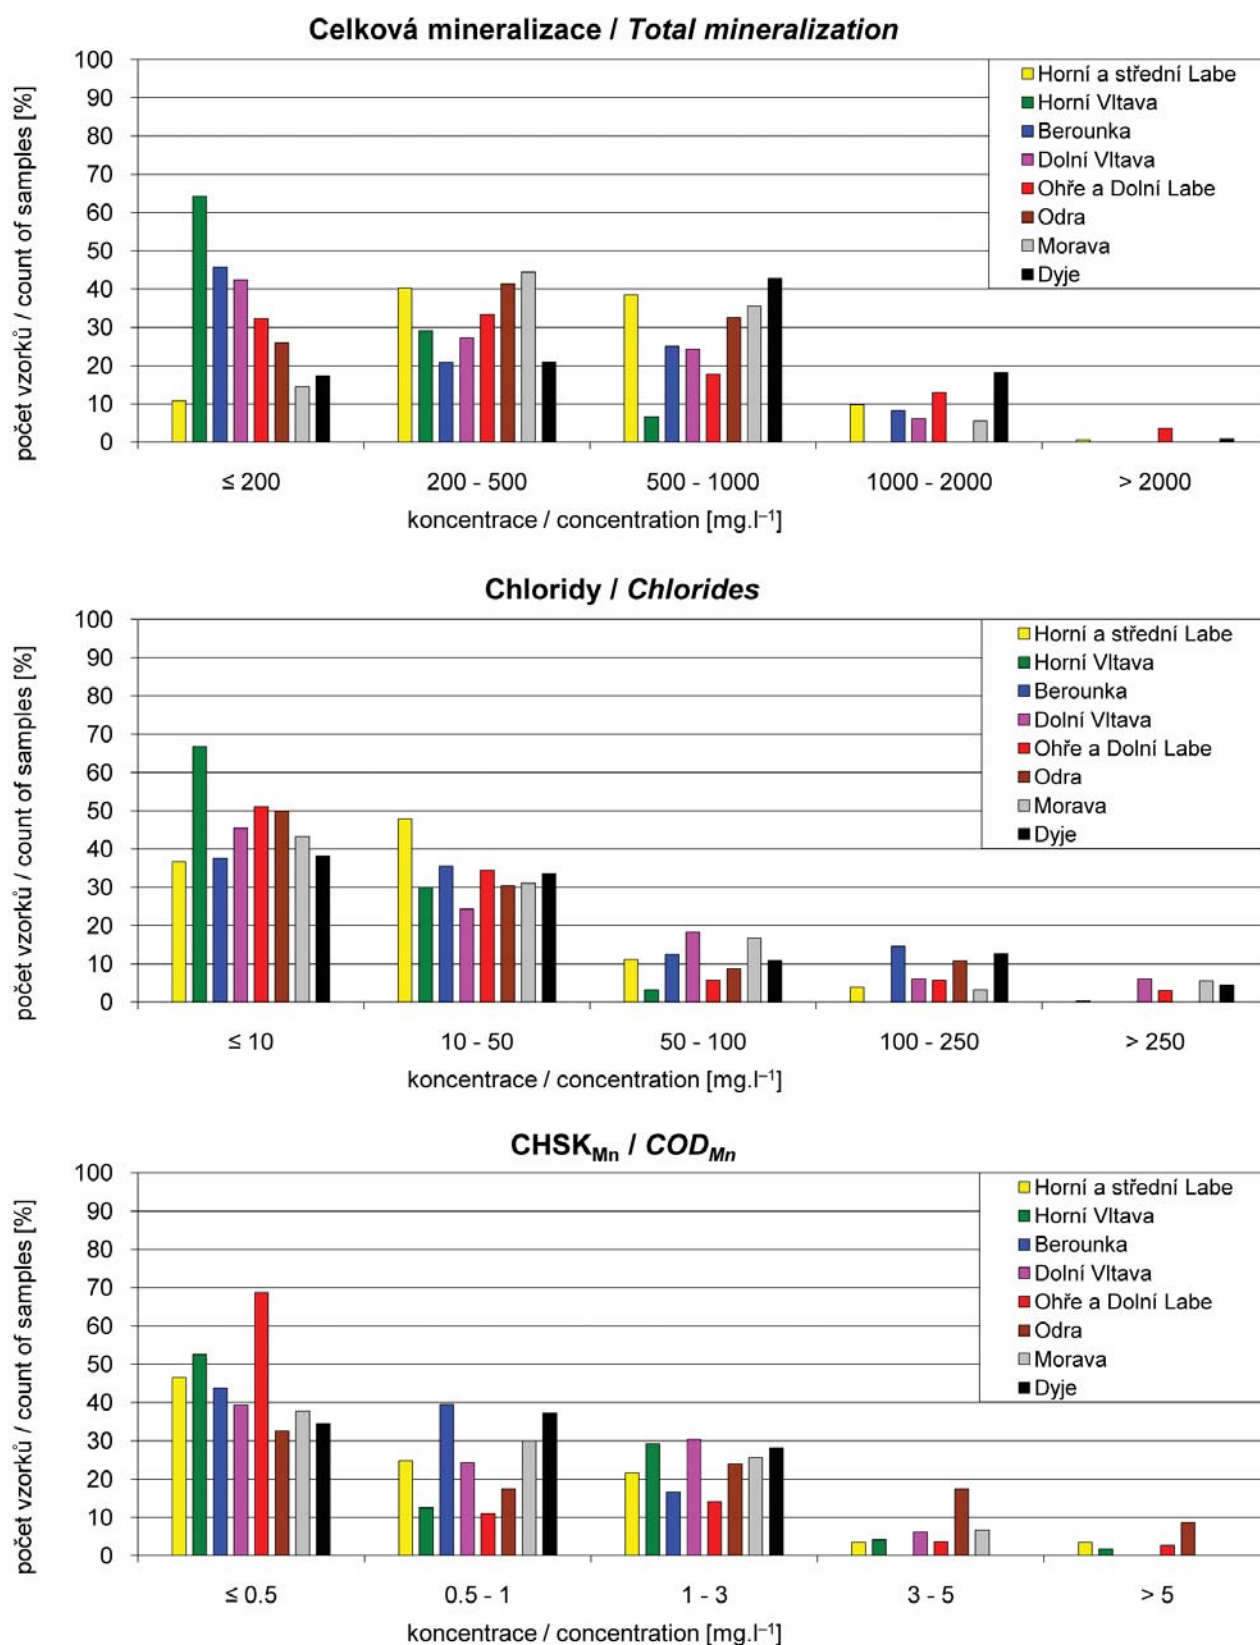 Celková mineralizace / Total mineralization
počet vzorků / count of samples [%]
100
90
80
70
60
50
40
30
20
10
0
Horní a střední Labe
Horní Vltava
Berounka
Dolní Vltava
Ohře a Dolní Labe
Odra
Morava
Dyje
≤ 200
200 - 500
500 - 1000
1000 - 2000
> 2000
koncentrace / concentration [mg.l⁻¹]
Chloridy / Chlorides
počet vzorků / count of samples [%]
100
90
80
70
60
50
40
30
20
10
0
Horní a střední Labe
Horní Vltava
Berounka
Dolní Vltava
Ohře a Dolní Labe
Odra
Morava
Dyje
≤ 10
10 - 50
50 - 100
100 - 250
> 250
koncentrace / concentration [mg.l⁻¹]
CHSKMn / CODMn
počet vzorků / count of samples [%]
100
90
80
70
60
50
40
30
20
10
0
Horní a střední Labe
Horní Vltava
Berounka
Dolní Vltava
Ohře a Dolní Labe
Odra
Morava
Dyje
≤ 0.5
0.5 - 1
1 - 3
3 - 5
> 5
koncentrace / concentration [mg.l⁻¹]